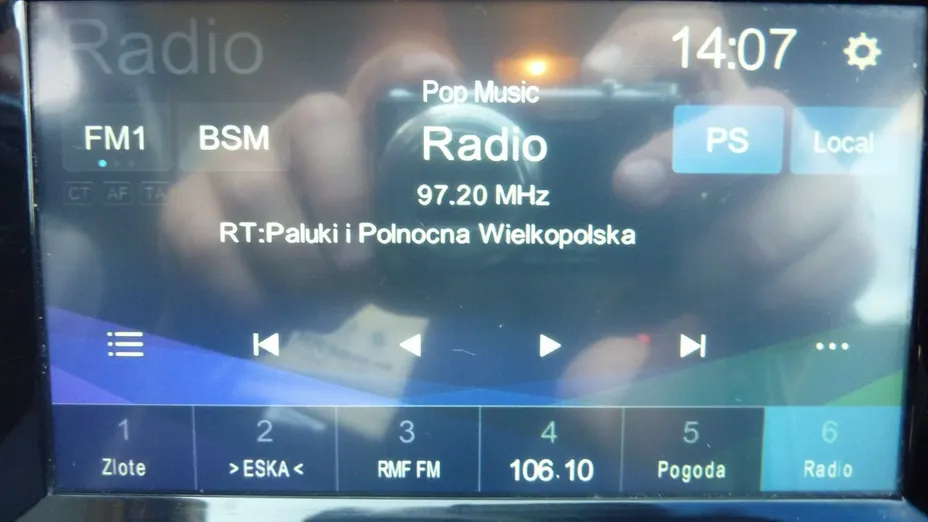 Radio
14:07
Pop Music
FM1
BSM
Radio
PS
Local
CT AF TA
97.20 MHz
RT:Paluki i Polnocna Wielkopolska
1 2 3 4 5 6
Zlote >ESKA< RMF FM 106.10 Pogoda Radio